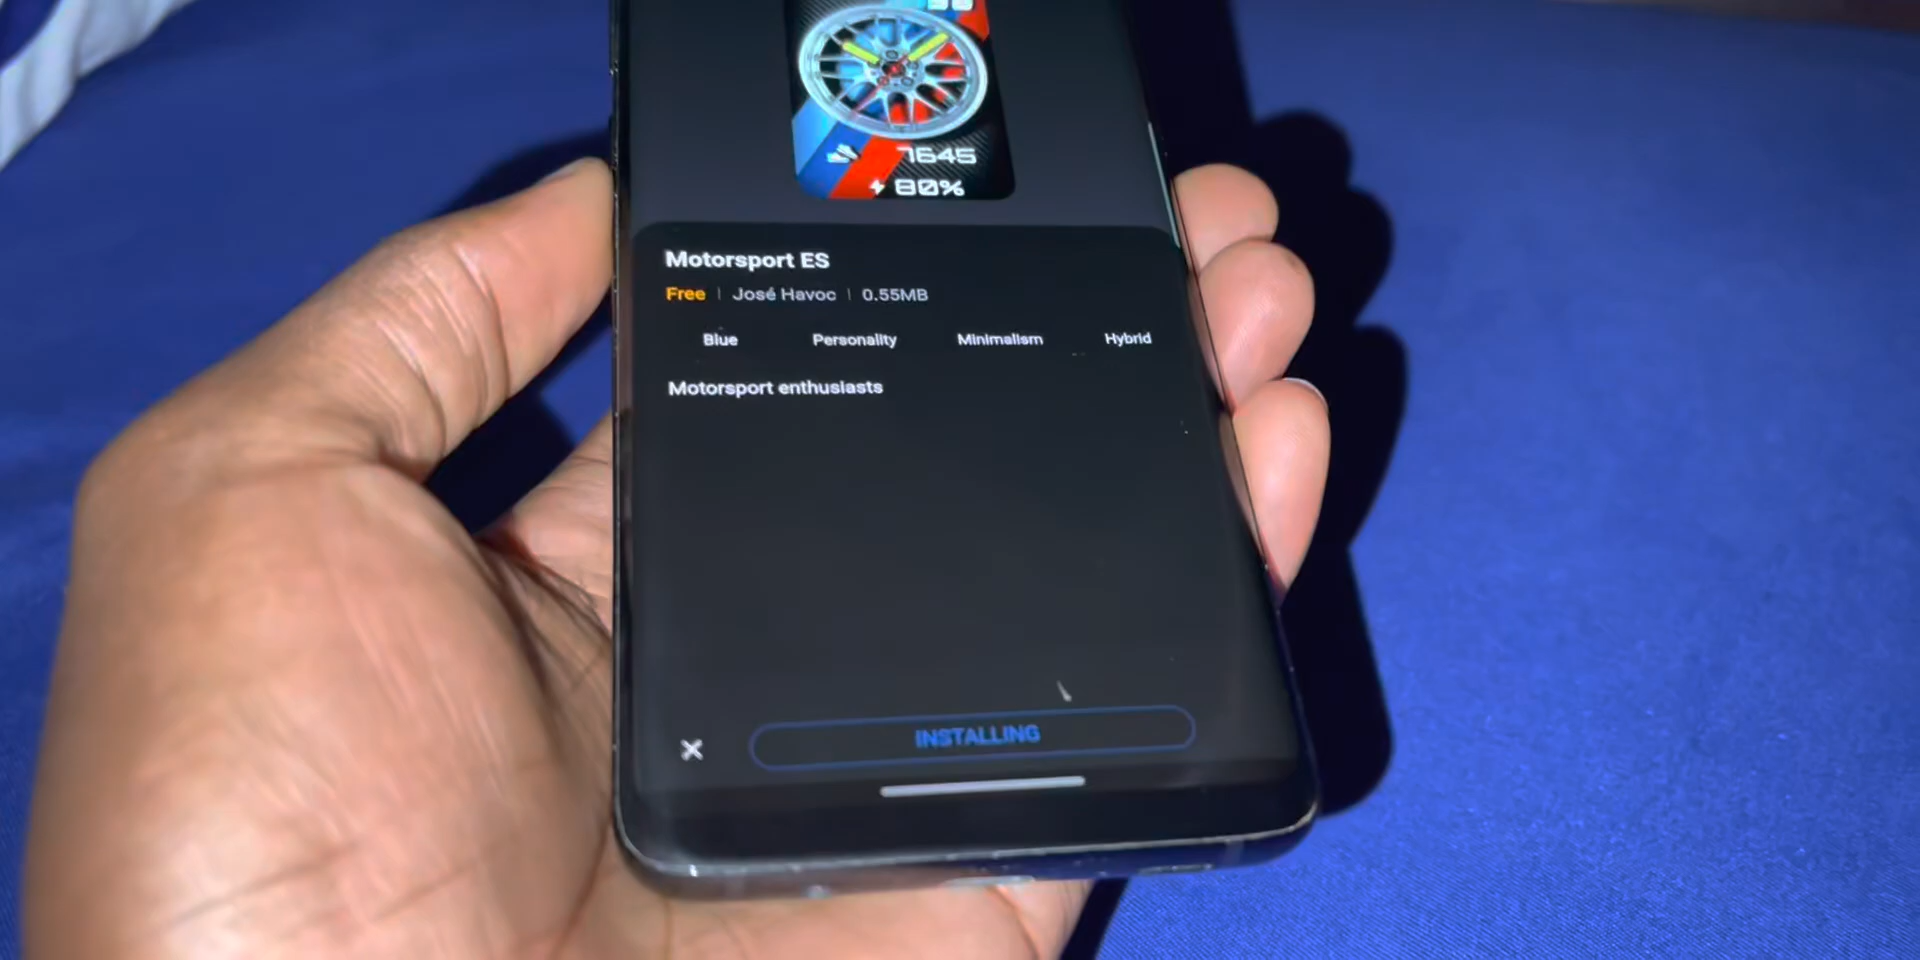 7645
80%
Motorsport ES
Free | José Havoc | 0.55MB
Blue Personality Minimalism Hybrid
Motorsport enthusiasts
INSTALLING